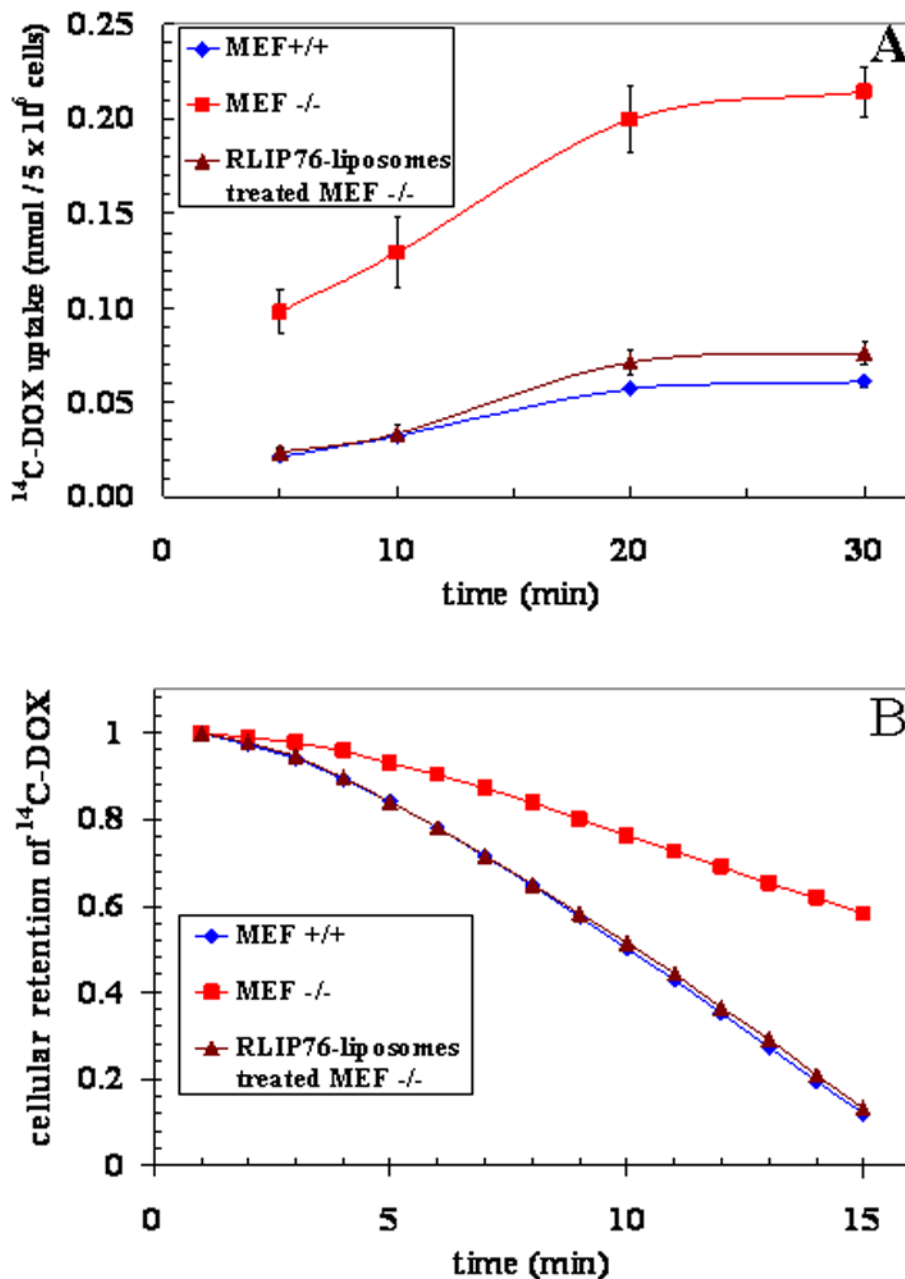 A
MEF+/+
MEF -/-
RLIP76-liposomes
treated MEF -/-
¹⁴C-DOX uptake (nmol / 5 x 10⁶ cells)
0.25
0.20
0.15
0.10
0.05
0.00
0 10 20 30
time (min)
B
cellular retention of ¹⁴C-DOX
1
0.8
0.6
0.4
0.2
0
MEF +/+
MEF -/-
RLIP76-liposomes
treated MEF -/-
0 5 10 15
time (min)